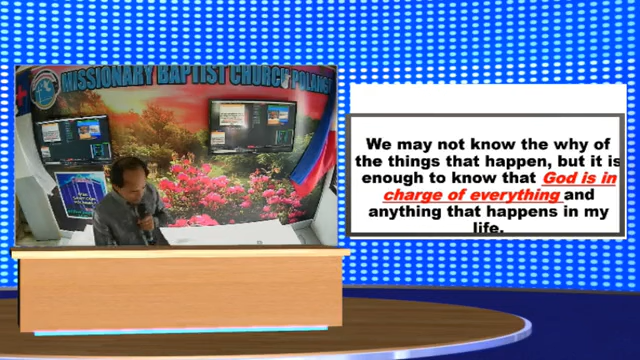 MISSIONARY BAPTIST CHURCH POLANGUI
We may not know the why of
the things that happen, but it is
enough to know that God is in
charge of everything and
anything that happens in my
life.